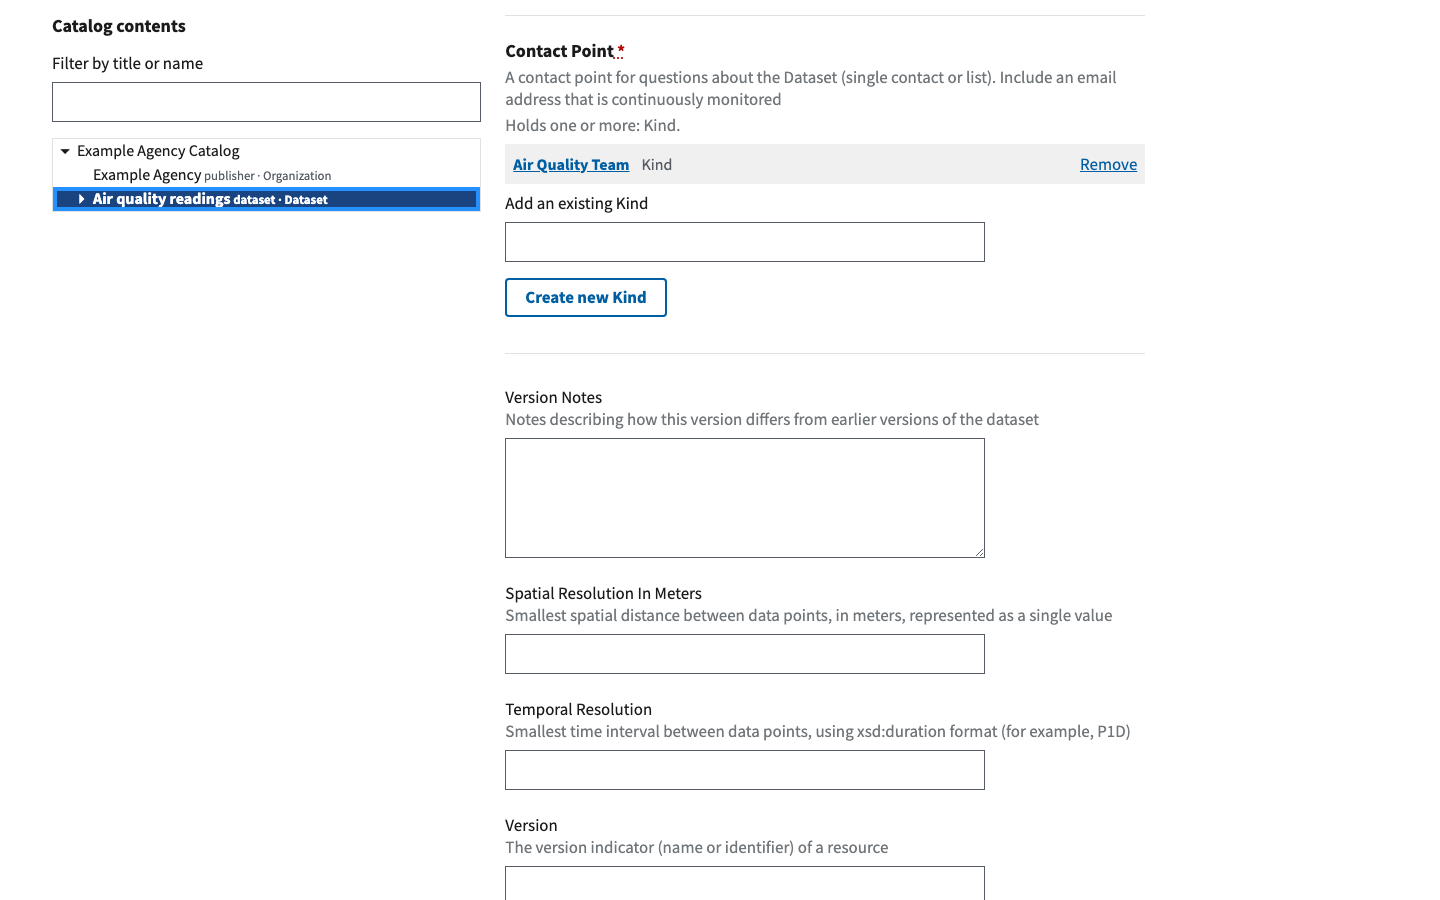 Catalog contents
Filter by title or name
Example Agency Catalog
Example Agency publisher · Organization
Air quality readings dataset · Dataset
Contact Point *
A contact point for questions about the Dataset (single contact or list). Include an email
address that is continuously monitored
Holds one or more: Kind.
Air Quality Team Kind Remove
Add an existing Kind
Create new Kind
Version Notes
Notes describing how this version differs from earlier versions of the dataset
Spatial Resolution In Meters
Smallest spatial distance between data points, in meters, represented as a single value
Temporal Resolution
Smallest time interval between data points, using xsd:duration format (for example, P1D)
Version
The version indicator (name or identifier) of a resource